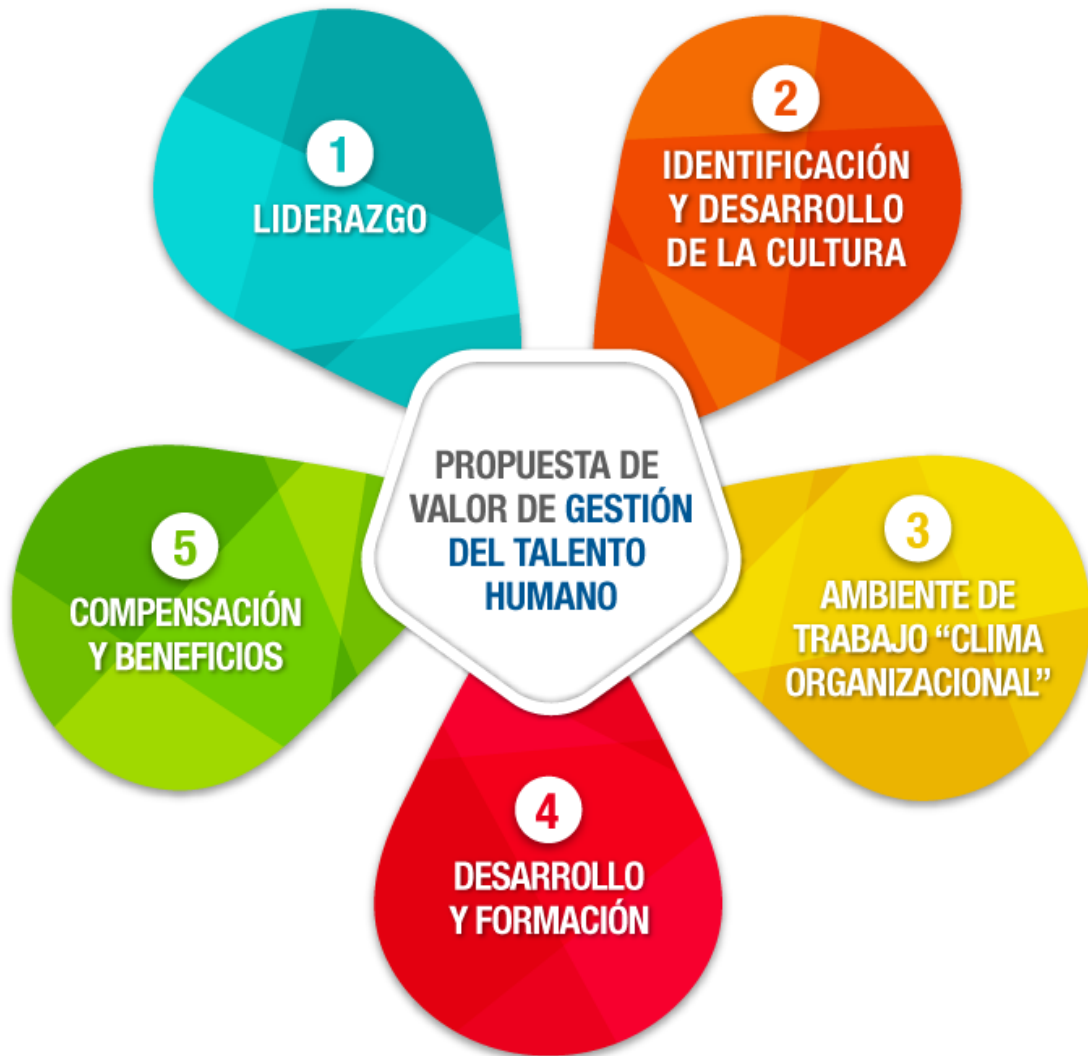 1
LIDERAZGO
2
IDENTIFICACIÓN
Y DESARROLLO
DE LA CULTURA
PROPUESTA DE
VALOR DE GESTIÓN
DEL TALENTO
HUMANO
3
AMBIENTE DE
TRABAJO “CLIMA
ORGANIZACIONAL”
4
DESARROLLO
Y FORMACIÓN
5
COMPENSACIÓN
Y BENEFICIOS